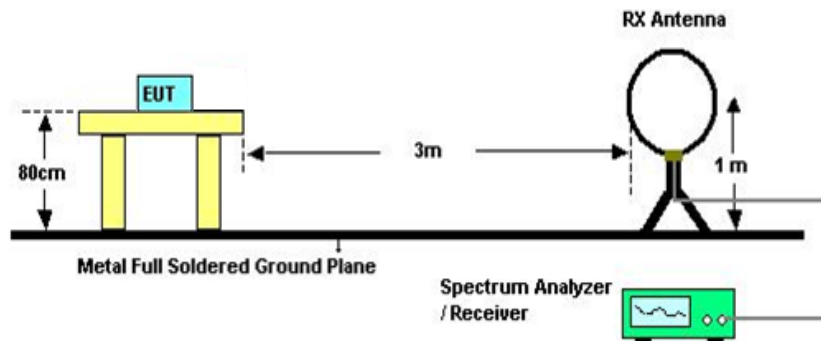 RX Antenna
EUT
3m
80cm
1 m
Metal Full Soldered Ground Plane
Spectrum Analyzer
/ Receiver